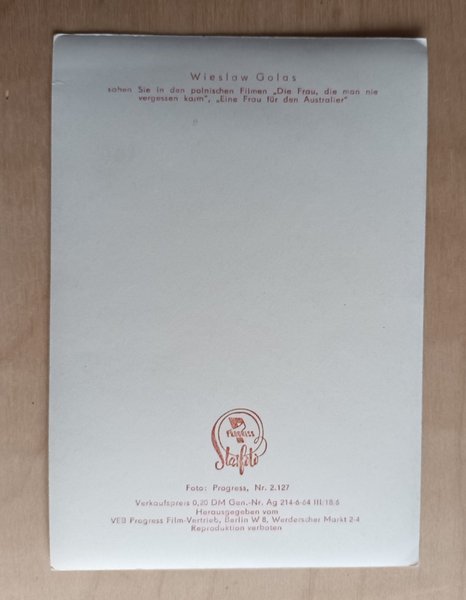 Wieslaw Golas
sahen Sie in den polnischen Filmen „Die Frau, die man nie
vergessen kann", „Eine Frau für den Australier"
Progress
Starfoto
Foto: Progress, Nr. 2.127
Verkaufspreis 0,20 DM Gen.-Nr. Ag 214-6-64 III 18 6
Herausgegeben vom
VEB Progress Film-Vertrieb, Berlin W 8, Werderscher Markt 2-4
Reproduktion verboten